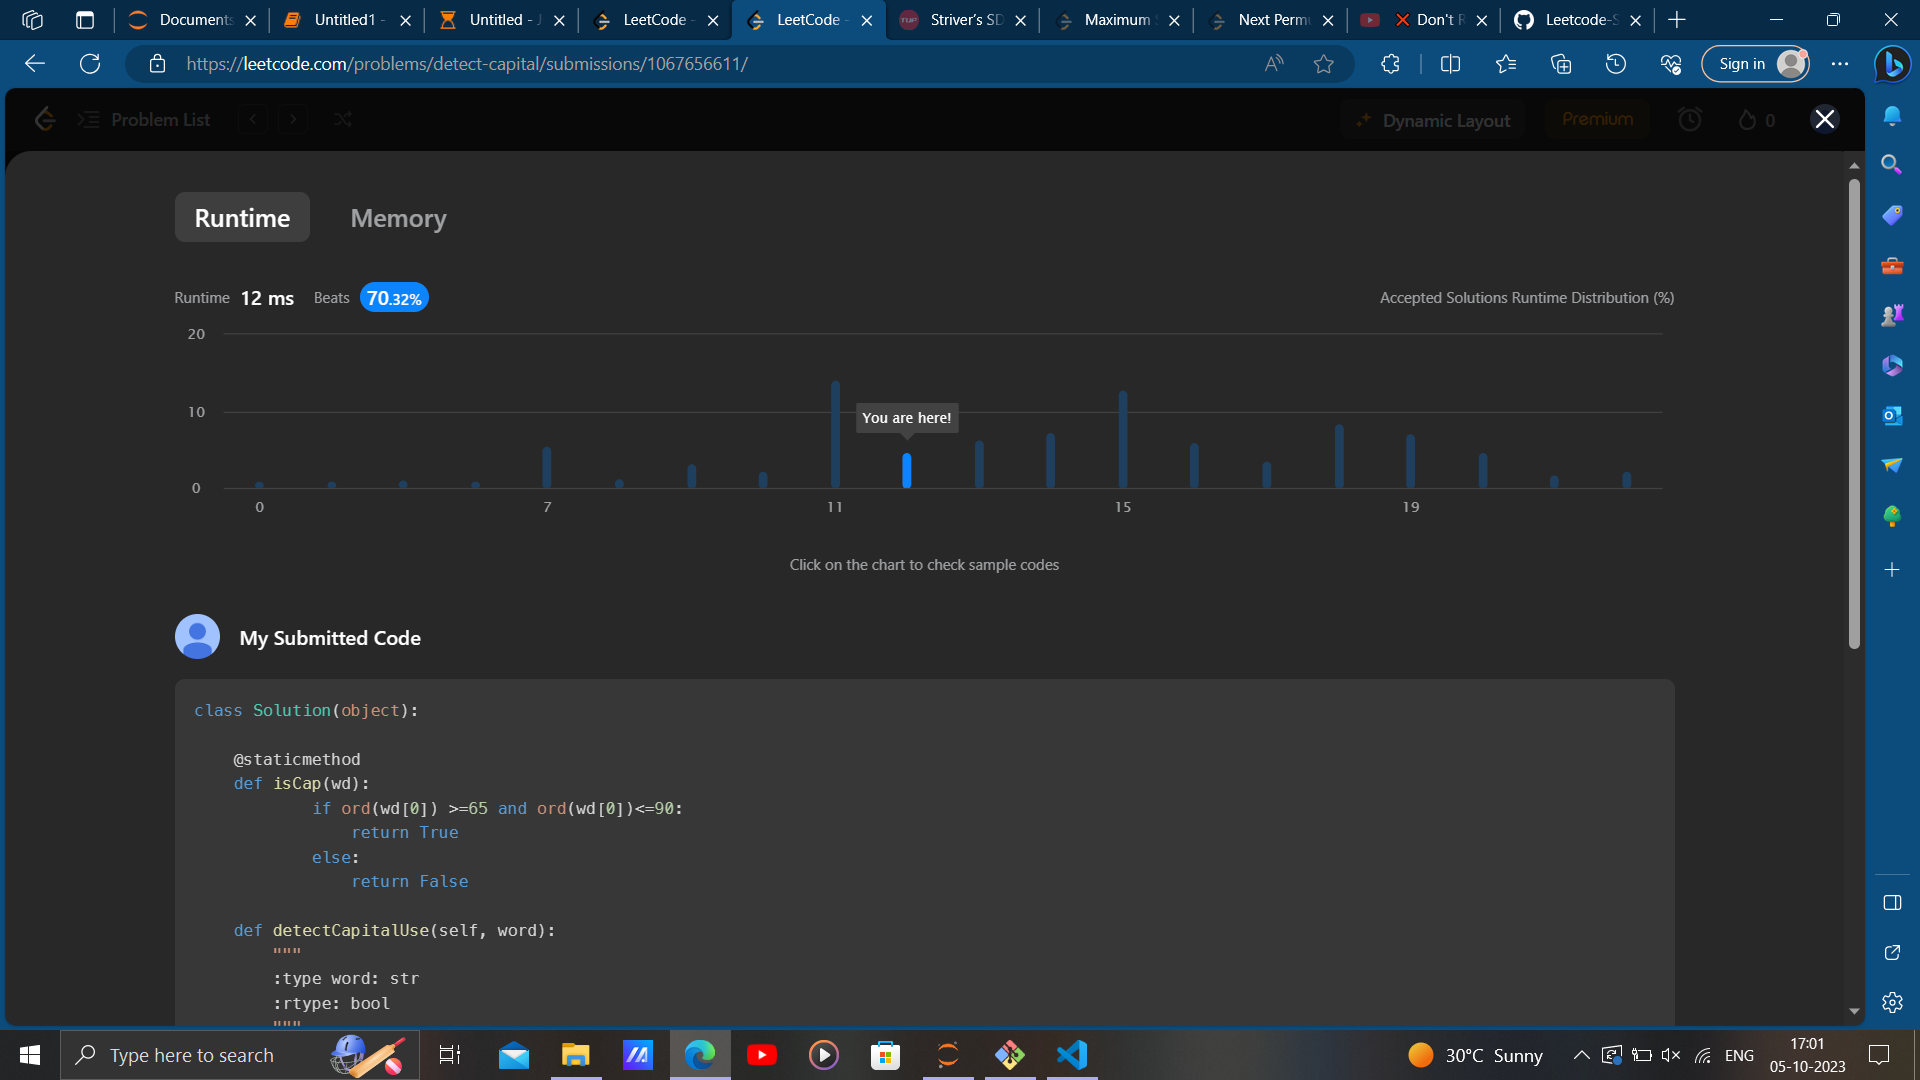 Documents
Untitled1 -
Untitled - J
LeetCode -
LeetCode -
Striver's SD
Maximum S
Next Permu
Don't R
Leetcode-S
https://leetcode.com/problems/detect-capital/submissions/1067656611/
Sign in
Problem List
Dynamic Layout
Premium
0
Runtime
Memory
Runtime 12 ms Beats 70.32%
Accepted Solutions Runtime Distribution (%)
20
10
You are here!
0
0 7 11 15 19
Click on the chart to check sample codes
My Submitted Code
class Solution(object):
@staticmethod
def isCap(wd):
if ord(wd[0]) >=65 and ord(wd[0])<=90:
return True
else:
return False
def detectCapitalUse(self, word):
"""
:type word: str
:rtype: bool
"""
Type here to search
30°C Sunny
ENG
17:01
05-10-2023